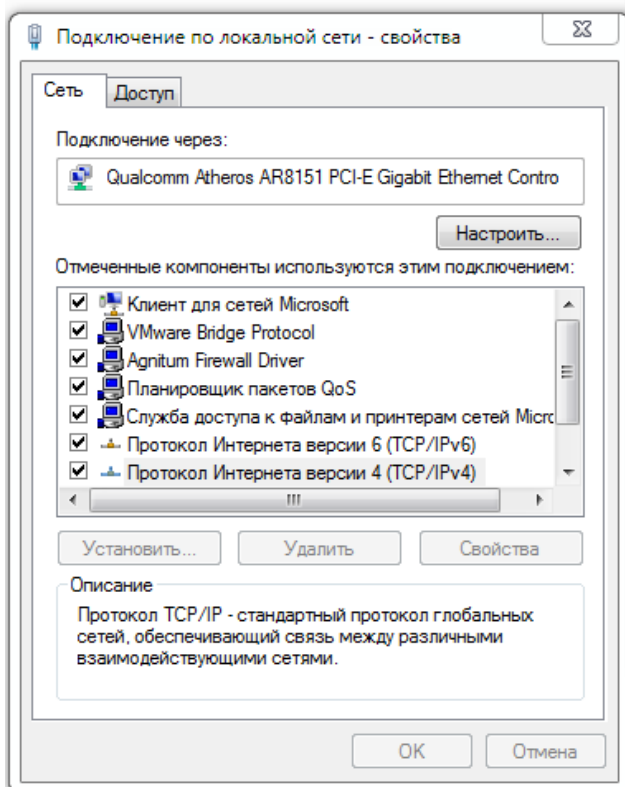 Подключение по локальной сети - свойства
Сеть Доступ
Подключение через:
Qualcomm Atheros AR8151 PCI-E Gigabit Ethernet Contro
Настроить...
Отмеченные компоненты используются этим подключением:
Клиент для сетей Microsoft
VMware Bridge Protocol
Agnitum Firewall Driver
Планировщик пакетов QoS
Служба доступа к файлам и принтерам сетей Micro
Протокол Интернета версии 6 (TCP/IPv6)
Протокол Интернета версии 4 (TCP/IPv4)
Установить... Удалить Свойства
Описание
Протокол TCP/IP - стандартный протокол глобальных
сетей, обеспечивающий связь между различными
взаимодействующими сетями.
OK Отмена